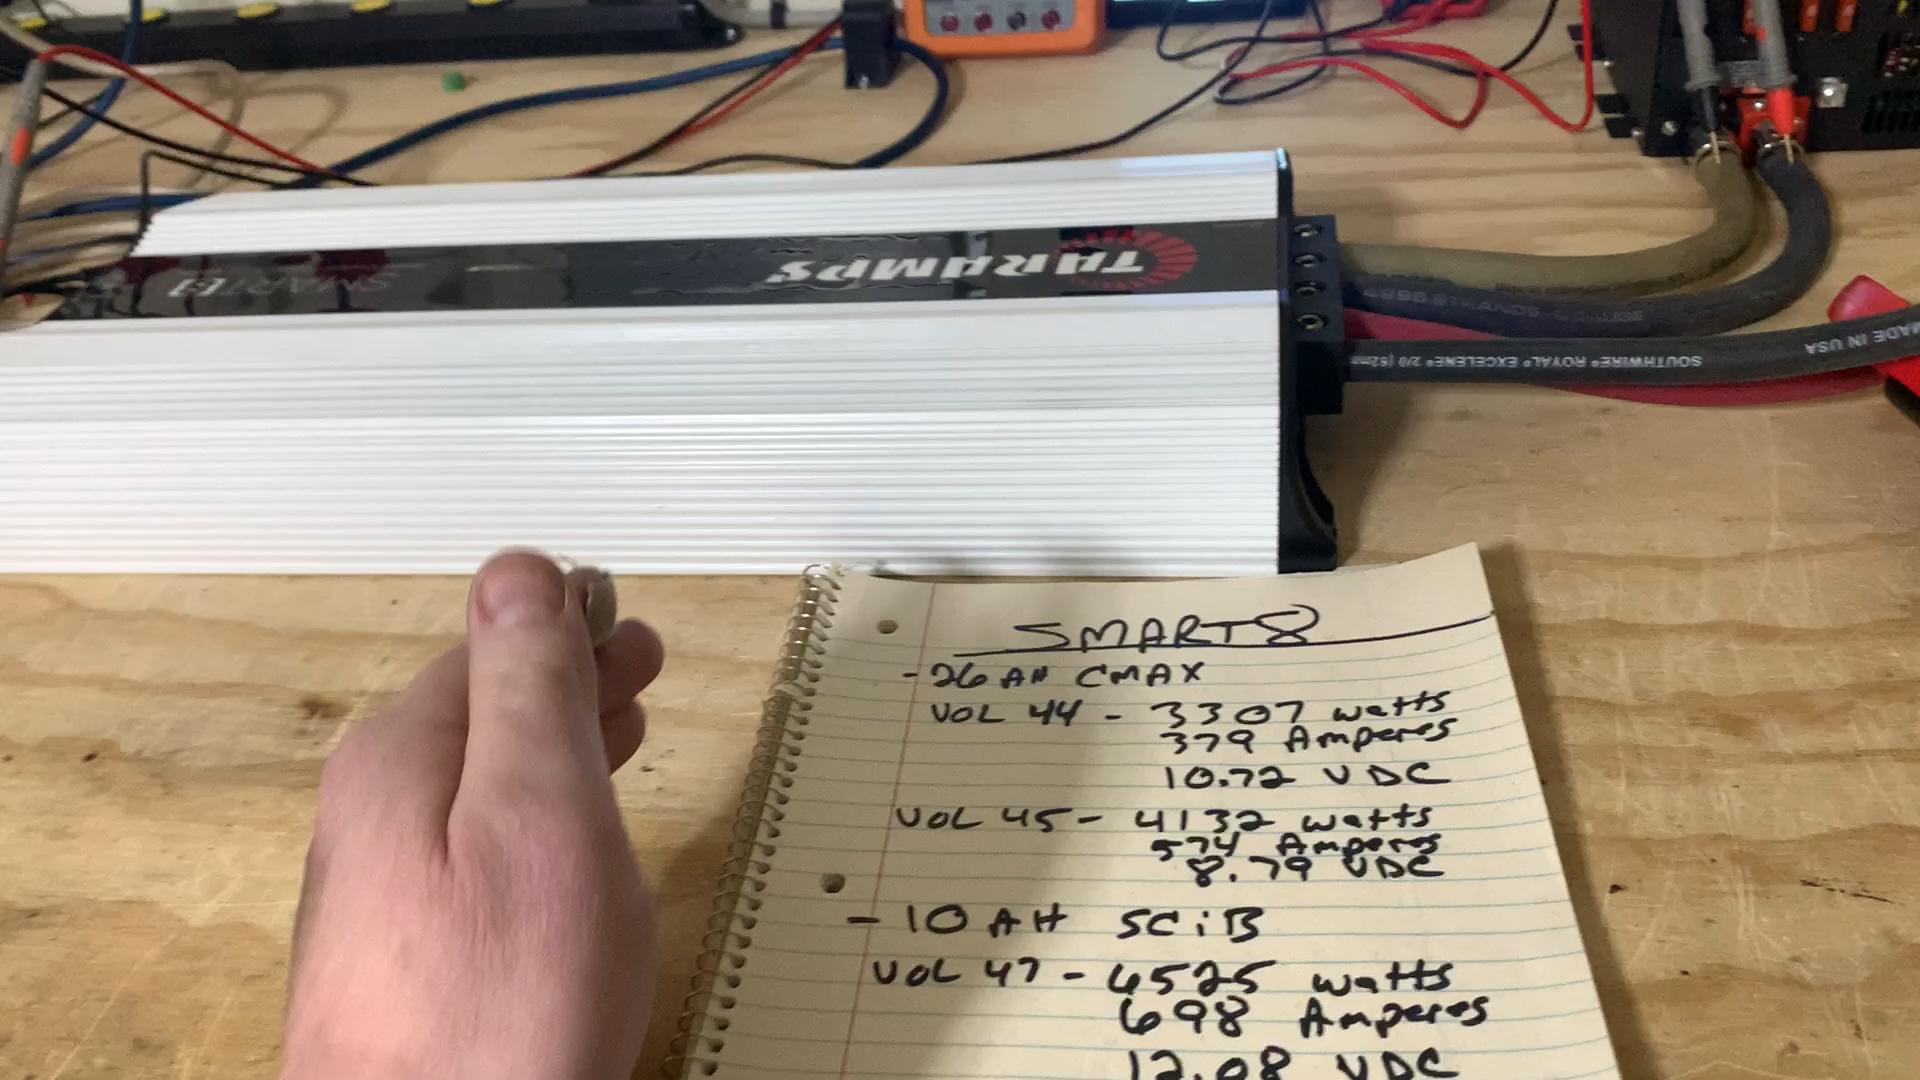 TARAMPS
SMART8
SOUTHWIRE® ROYAL® EXCELENE® 2/0
MADE IN USA
SMART8
- 26 AH CMAX
VOL 44 - 3307 watts
379 Amperes
10.72 VDC
VOL 45 - 4132 watts
574 Amperes
8.79 VDC
- 10 AH SCiB
VOL 47 - 6525 watts
698 Amperes
12.08 VDC